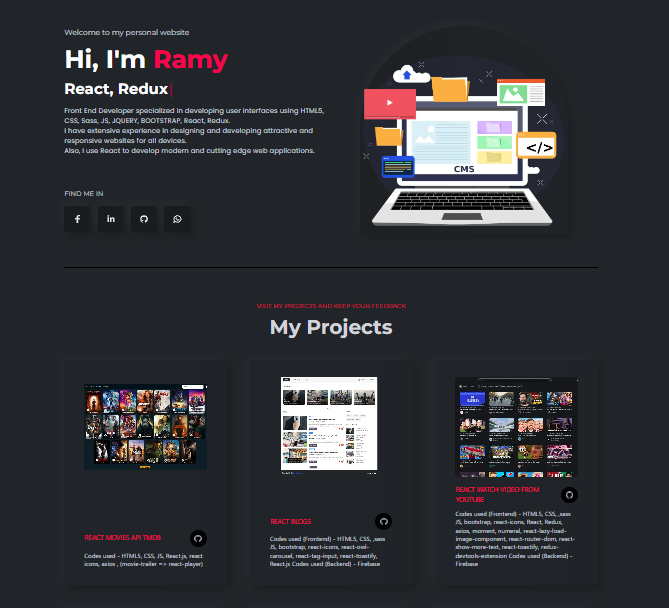 Welcome to my personal website
Hi, I'm Ramy
React, Redux
Front End Developer specialized in developing user interfaces using HTML5,
CSS, Sass, JS, JQUERY, BOOTSTRAP, React, Redux.
I have extensive experience in designing and developing attractive and
responsive websites for all devices.
Also, I use React to develop modern and cutting edge web applications.
FIND ME IN
</>
CMS
VISIT MY PROJECTS AND KEEP YOUR FEEDBACK
My Projects
REACT MOVIES API TMDB
Codes used - HTML5, CSS, JS, React.js, react
icons, axios , (movie-trailer => react-player)
REACT BLOGS
Codes used (Frontend) - HTML5, CSS, ,sass
JS, bootstrap, react-icons, react-owl-
carousel, react-tag-input, react-toastify,
React.js Codes used (Backend) - Firebase
REACT WATCH VIDEO FROM
YOUTUBE
Codes used (Frontend) - HTML5, CSS, ,sass
JS, bootstrap, react-icons, React, Redux,
axios, moment, numeral, react-lazy-load-
image-component, react-router-dom, react-
show-more-text, react-toastify, redux-
devtools-extension Codes used (Backend) -
Firebase